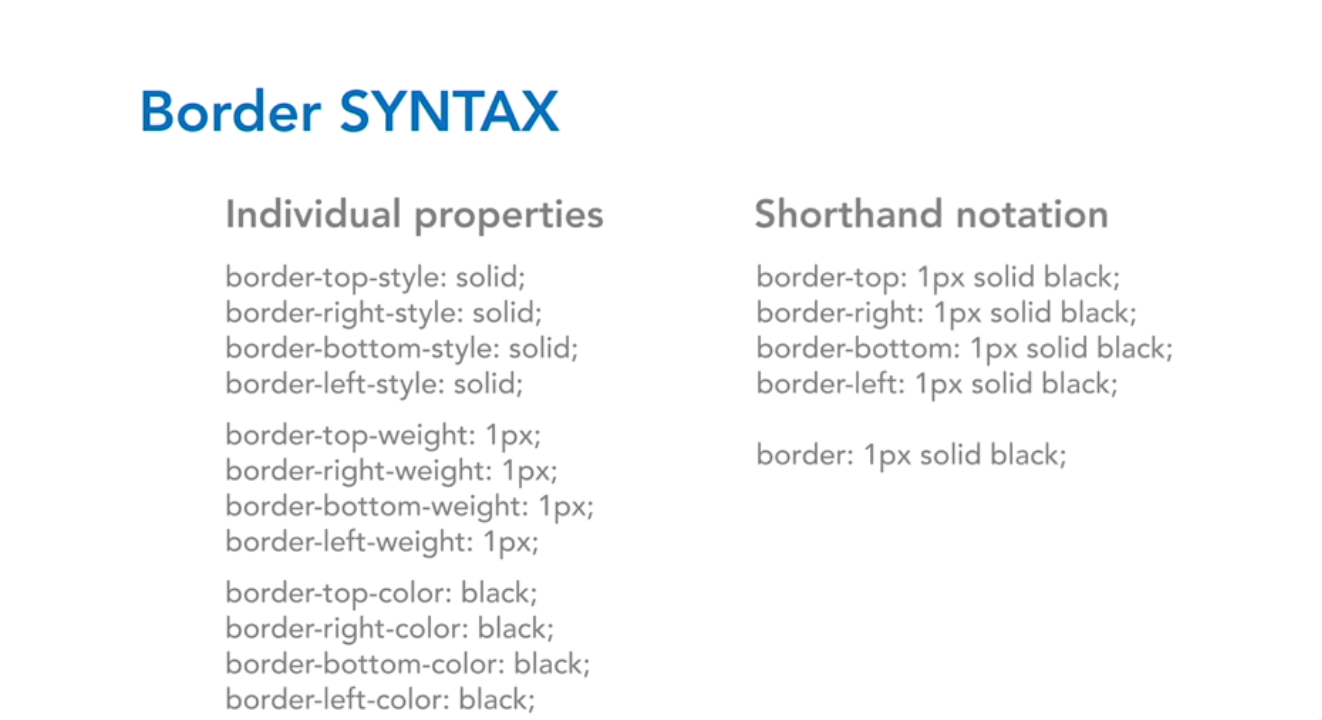 Border SYNTAX
Individual properties
border-top-style: solid;
border-right-style: solid;
border-bottom-style: solid;
border-left-style: solid;
border-top-weight: 1px;
border-right-weight: 1px;
border-bottom-weight: 1px;
border-left-weight: 1px;
border-top-color: black;
border-right-color: black;
border-bottom-color: black;
border-left-color: black;
Shorthand notation
border-top: 1px solid black;
border-right: 1px solid black;
border-bottom: 1px solid black;
border-left: 1px solid black;
border: 1px solid black;